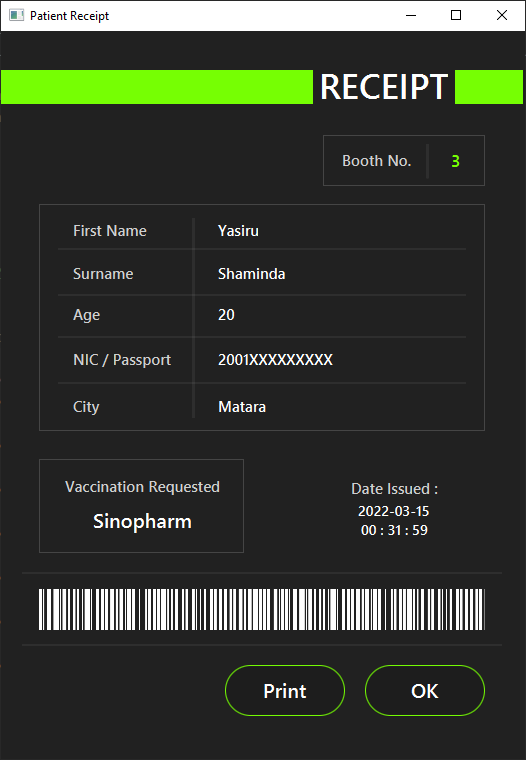 Patient Receipt
RECEIPT
Booth No. 3
First Name Yasiru
Surname Shaminda
Age 20
NIC / Passport 2001XXXXXXXXX
City Matara
Vaccination Requested
Sinopharm
Date Issued :
2022-03-15
00 : 31 : 59
Print OK